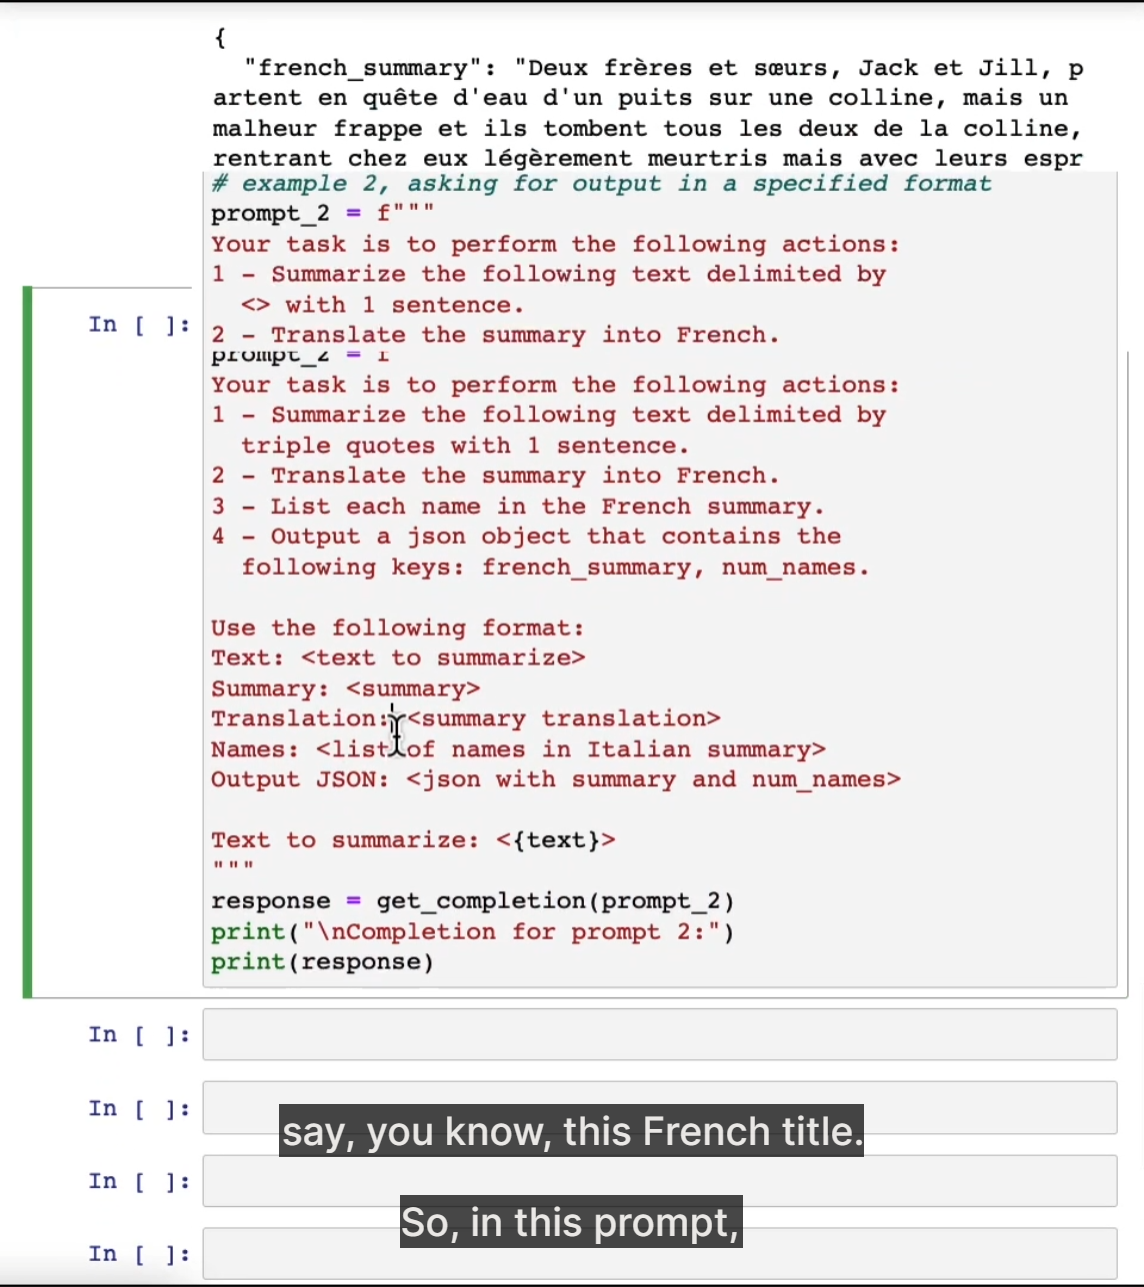 {
"french_summary": "Deux frères et sœurs, Jack et Jill, p
artent en quête d'eau d'un puits sur une colline, mais un
malheur frappe et ils tombent tous les deux de la colline,
rentrant chez eux légèrement meurtris mais avec leurs espr
# example 2, asking for output in a specified format
prompt_2 = f"""
Your task is to perform the following actions:
1 - Summarize the following text delimited by
<> with 1 sentence.
In [ ]:
2 - Translate the summary into French.
prompt_2 = f
Your task is to perform the following actions:
1 - Summarize the following text delimited by
triple quotes with 1 sentence.
2 - Translate the summary into French.
3 - List each name in the French summary.
4 - Output a json object that contains the
following keys: french_summary, num_names.
Use the following format:
Text: <text to summarize>
Summary: <summary>
Translation: <summary translation>
Names: <list of names in Italian summary>
Output JSON: <json with summary and num_names>
Text to summarize: <{text}>
"""
response = get_completion(prompt_2)
print("\nCompletion for prompt 2:")
print(response)
In [ ]:
In [ ]:
say, you know, this French title.
In [ ]:
So, in this prompt,
In [ ]: